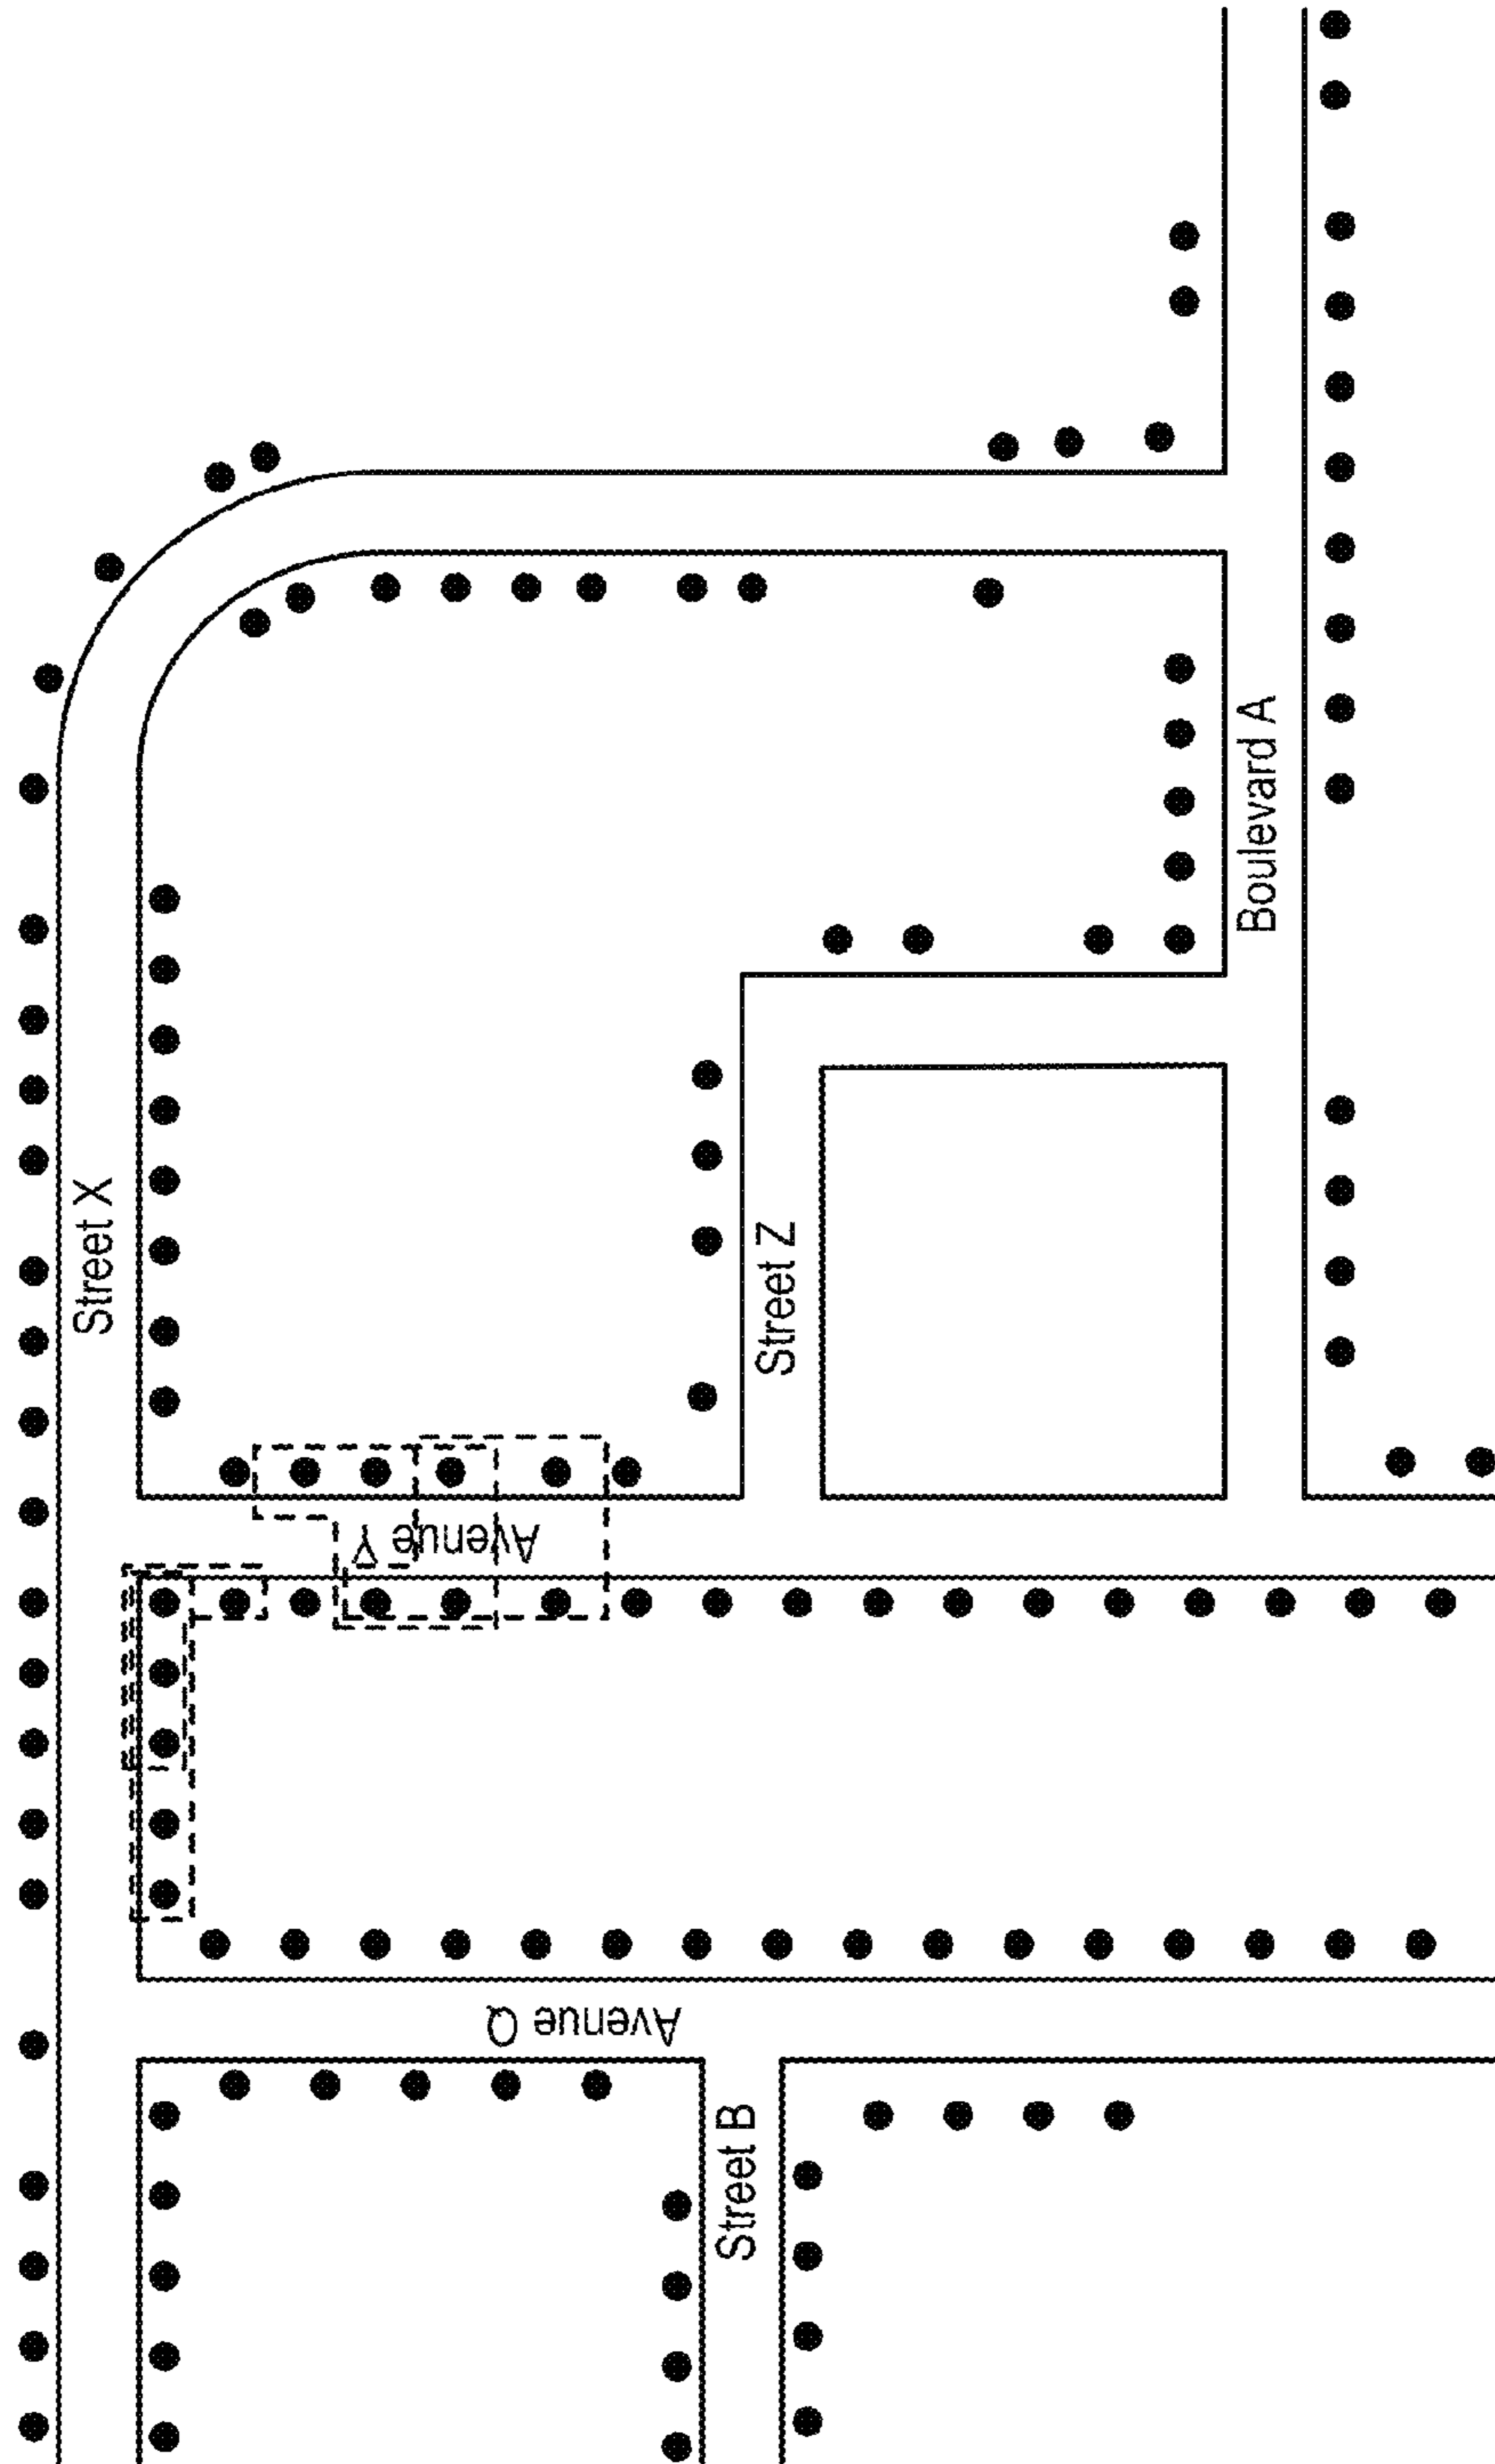 Boulevard A
Street X
Street Z
Avenue Y
Avenue Q
Street B